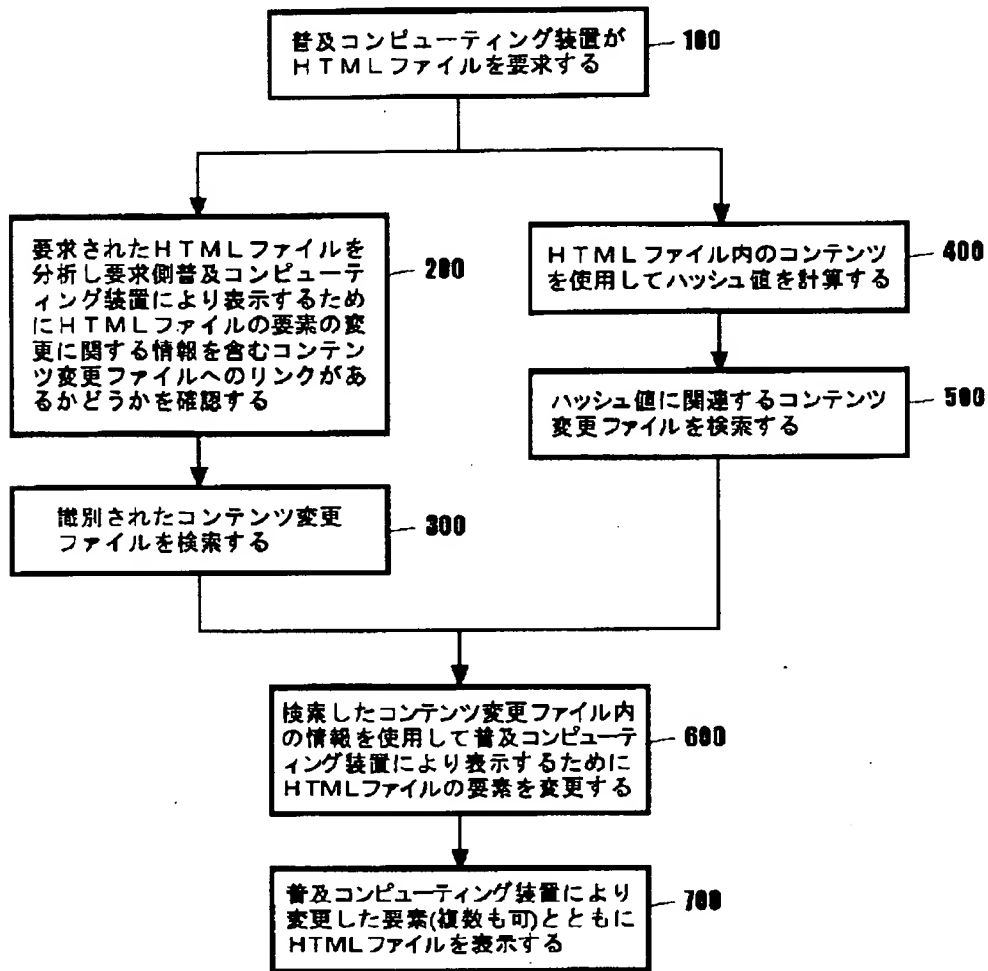 普及コンピューティング装置が
HTMLファイルを要求する
100
要求されたHTMLファイルを
分析し要求側普及コンピューテ
ィング装置により表示するため
にHTMLファイルの要素の変
更に関する情報を含むコンテン
ツ変更ファイルへのリンクがあ
るかどうかを確認する
200
HTMLファイル内のコンテンツ
を使用してハッシュ値を計算する
400
ハッシュ値に関連するコンテンツ
変更ファイルを検索する
500
識別されたコンテンツ変更
ファイルを検索する
300
検索したコンテンツ変更ファイル内
の情報を使用して普及コンピューテ
ィング装置により表示するために
HTMLファイルの要素を変更する
600
普及コンピューティング装置により
変更した要素(複数も可)とともに
HTMLファイルを表示する
700